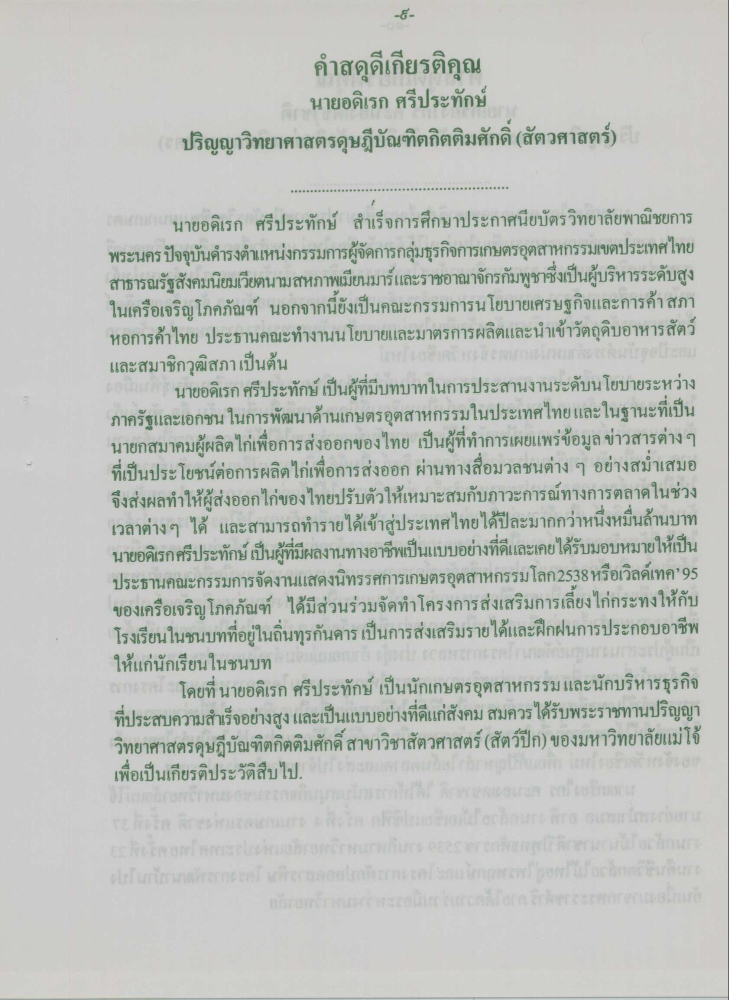 -๙-
คำสดุดีเกียรติคุณ
นายอดิเรก ศรีประทักษ์
ปริญญาวิทยาศาสตรดุษฎีบัณฑิตกิตติมศักดิ์ (สัตวศาสตร์)
นายอดิเรก ศรีประทักษ์ สำเร็จการศึกษาประกาศนียบัตรวิทยาลัยพาณิชยการ
พระนคร ปัจจุบันดำรงตำแหน่งกรรมการผู้จัดการกลุ่มธุรกิจการเกษตรอุตสาหกรรมเขตประเทศไทย
สาธารณรัฐสังคมนิยมเวียตนาม สหภาพเมียนมาร์และราชอาณาจักรกัมพูชาซึ่งเป็นผู้บริหารระดับสูง
ในเครือเจริญโภคภัณฑ์ นอกจากนี้ยังเป็นคณะกรรมการนโยบายเศรษฐกิจและการค้า สภา
หอการค้าไทย ประธานคณะทำงานนโยบายและมาตรการผลิตและนำเข้าวัตถุดิบอาหารสัตว์
และสมาชิกวุฒิสภา เป็นต้น
นายอดิเรก ศรีประทักษ์ เป็นผู้ที่มีบทบาทในการประสานงานระดับนโยบายระหว่าง
ภาครัฐและเอกชน ในการพัฒนาด้านเกษตรอุตสาหกรรมในประเทศไทย และในฐานะที่เป็น
นายกสมาคมผู้ผลิตไก่เพื่อการส่งออกของไทย เป็นผู้ที่ทำการเผยแพร่ข้อมูล ข่าวสารต่าง ๆ
ที่เป็นประโยชน์ต่อการผลิตไก่เพื่อการส่งออก ผ่านทางสื่อมวลชนต่าง ๆ อย่างสม่ำเสมอ
จึงส่งผลทำให้ผู้ส่งออกไก่ของไทยปรับตัวให้เหมาะสมกับภาวะการณ์ทางการตลาดในช่วง
เวลาต่าง ๆ ได้ และสามารถทำรายได้เข้าสู่ประเทศไทยได้ปีละมากกว่าหนึ่งหมื่นล้านบาท
นายอดิเรก ศรีประทักษ์ เป็นผู้ที่มีผลงานทางอาชีพเป็นแบบอย่างที่ดีและเคยได้รับมอบหมายให้เป็น
ประธานคณะกรรมการจัดงานแสดงนิทรรศการเกษตรอุตสาหกรรมโลก 2538 หรือเวิลด์เทค’ 95
ของเครือเจริญโภคภัณฑ์ ได้มีส่วนร่วมจัดทำโครงการส่งเสริมการเลี้ยงไก่กระทงให้กับ
โรงเรียนในชนบทที่อยู่ในถิ่นทุรกันดาร เป็นการส่งเสริมรายได้และฝึกฝนการประกอบอาชีพ
ให้แก่นักเรียนในชนบท
โดยที่ นายอดิเรก ศรีประทักษ์ เป็นนักเกษตรอุตสาหกรรม และนักบริหารธุรกิจ
ที่ประสบความสำเร็จอย่างสูง และเป็นแบบอย่างที่ดีแก่สังคม สมควรได้รับพระราชทานปริญญา
วิทยาศาสตรดุษฎีบัณฑิตกิตติมศักดิ์ สาขาวิชาสัตวศาสตร์ (สัตว์ปีก) ของมหาวิทยาลัยแม่โจ้
เพื่อเป็นเกียรติประวัติสืบไป.